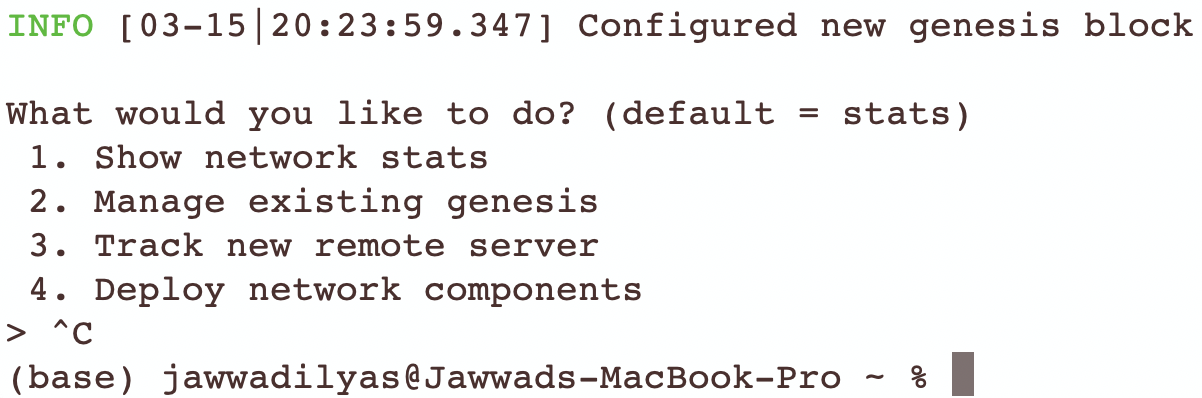 INFO [03-15|20:23:59.347] Configured new genesis block
What would you like to do? (default = stats)
1. Show network stats
2. Manage existing genesis
3. Track new remote server
4. Deploy network components
> ^C
(base) jawwadilyas@Jawwads-MacBook-Pro ~ %